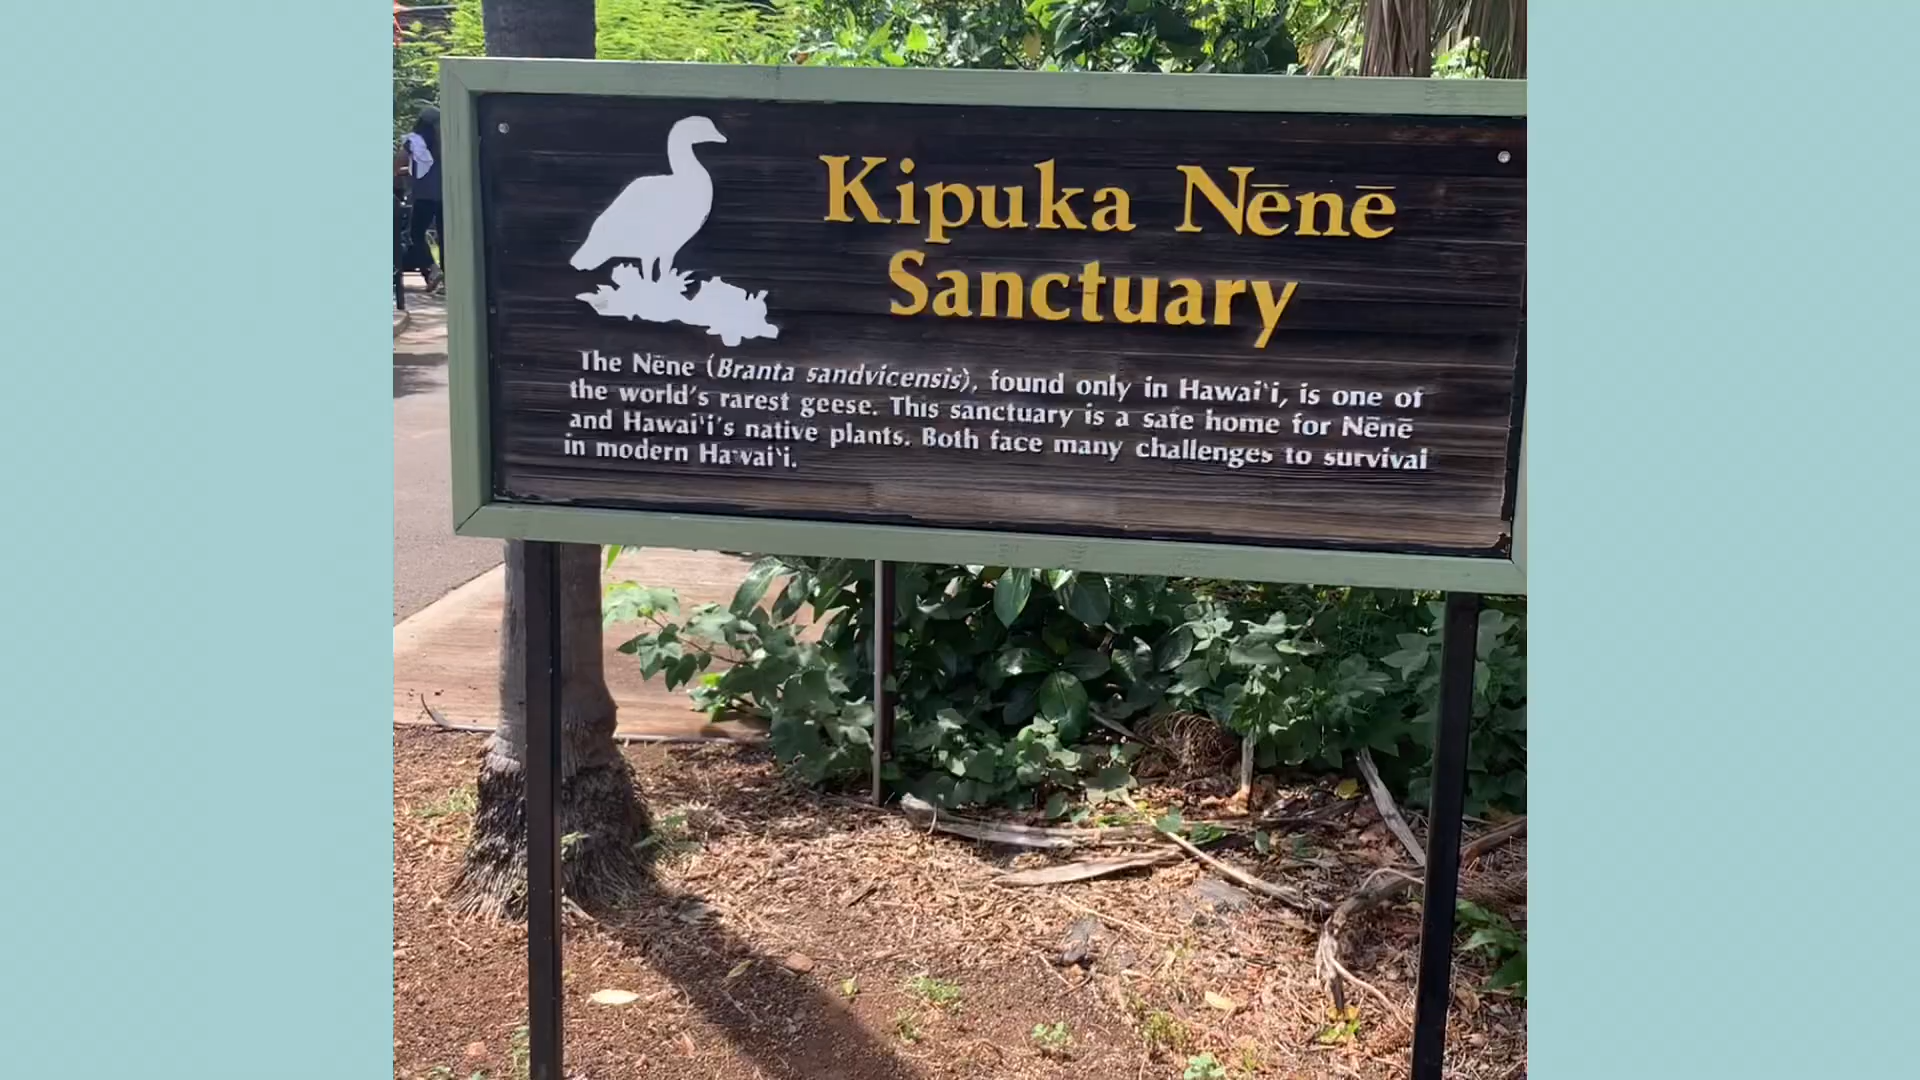 Kipuka Nēnē
Sanctuary
The Nēne (Branta sandvicensis), found only in Hawai‛i, is one of
the world's rarest geese. This sanctuary is a safe home for Nēnē
and Hawai‛i's native plants. Both face many challenges to survival
in modern Hawai‛i.